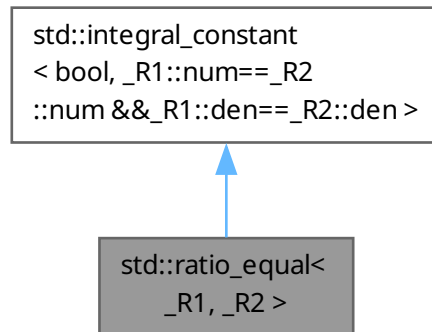 std::integral_constant
< bool, _R1::num==_R2
::num &&_R1::den==_R2::den >
std::ratio_equal<
_R1, _R2 >